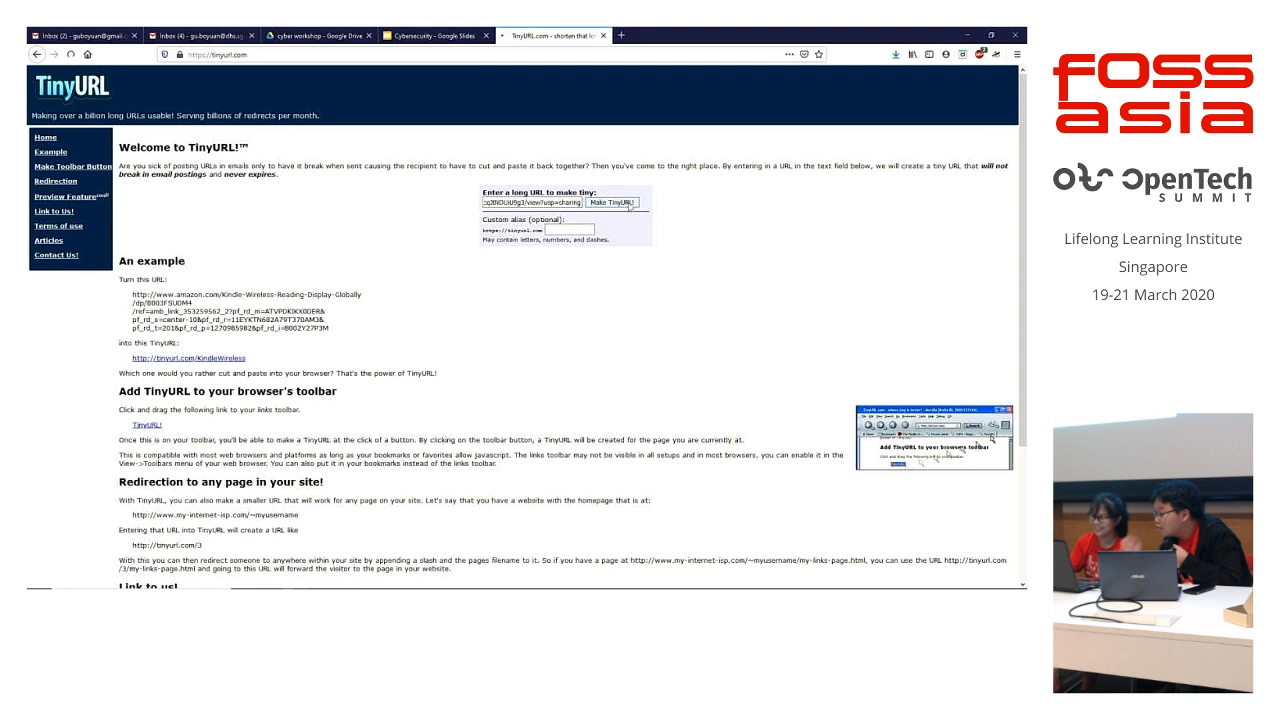 Inbox (2) - guboyuan@gmail.c
Inbox (4) - gu.boyuan@dhs.sg
cyber workshop - Google Drive
Cybersecurity - Google Slides
TinyURL.com - shorten that lo
https://tinyurl.com
TinyURL
Making over a billion long URLs usable! Serving billions of redirects per month.
Home
Example
Make Toolbar Button
Redirection
Preview Feature
Link to Us!
Terms of use
Articles
Contact Us!
Welcome to TinyURL!™
Are you sick of posting URLs in emails only to have it break when sent causing the recipient to have to cut and paste it back together? Then you've come to the right place. By entering in a URL in the text field below, we will create a tiny URL that will not
break in email postings and never expires.
Enter a long URL to make tiny:
/view?usp=sharing Make TinyURL!
Custom alias (optional):
https://tinyurl.com
May contain letters, numbers, and dashes.
An example
Turn this URL:
http://www.amazon.com/Kindle-Wireless-Reading-Display-Globally
/dp/B003FSUDM4
/ref=amb_link_353259562_2?pf_rd_m=ATVPDKIKX0DER&
pf_rd_s=center-10&pf_rd_r=11EYKTN682A79T370AM3&
pf_rd_t=201&pf_rd_p=1270985982&pf_rd_i=B002Y27P3M
into this TinyURL:
http://tinyurl.com/KindleWireless
Which one would you rather cut and paste into your browser? That's the power of TinyURL!
Add TinyURL to your browser's toolbar
Click and drag the following link to your links toolbar.
TinyURL!
Once this is on your toolbar, you'll be able to make a TinyURL at the click of a button. By clicking on the toolbar button, a TinyURL will be created for the page you are currently at.
This is compatible with most web browsers and platforms as long as your bookmarks or favorites allow javascript. The links toolbar may not be visible in all setups and in most browsers, you can enable it in the
View->Toolbars menu of your web browser. You can also put it in your bookmarks instead of the links toolbar.
Add TinyURL to your browser's toolbar
Redirection to any page in your site!
With TinyURL, you can also make a smaller URL that will work for any page on your site. Let's say that you have a website with the homepage that is at:
http://www.my-internet-isp.com/~myusername
Entering that URL into TinyURL will create a URL like
http://tinyurl.com/3
With this you can then redirect someone to anywhere within your site by appending a slash and the pages filename to it. So if you have a page at http://www.my-internet-isp.com/~myusername/my-links-page.html, you can use the URL http://tinyurl.com
/3/my-links-page.html and going to this URL will forward the visitor to the page in your website.
Link to us!
FOSS
asia
OpenTech
SUMMIT
Lifelong Learning Institute
Singapore
19-21 March 2020
ASUS